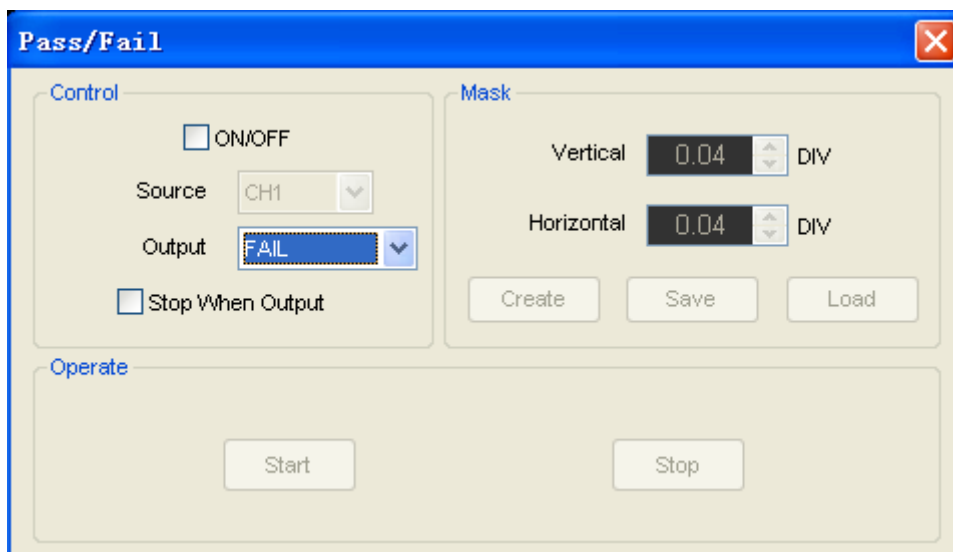 Pass/Fail
Control
ON/OFF
Source CH1
Output FAIL
Stop When Output
Mask
Vertical 0.04 DIV
Horizontal 0.04 DIV
Create Save Load
Operate
Start Stop